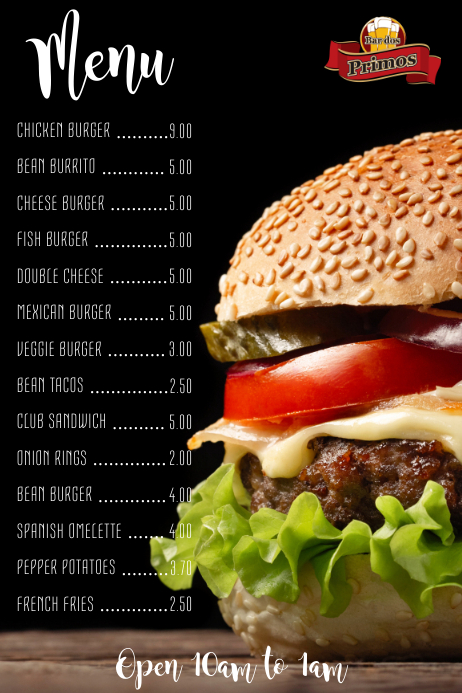 Menu
Bar dos
Primos
CHICKEN BURGER ..........9.00
BEAN BURRITO ............ 5.00
CHEESE BURGER ...........5.00
FISH BURGER ..............5.00
DOUBLE CHEESE ...........5.00
MEXICAN BURGER ......... 5.00
VEGGIE BURGER ........... 3.00
BEAN TACOS ...............2.50
CLUB SANDWICH .......... 5.00
ONION RINGS ..............2.00
BEAN BURGER ............. 4.00
SPANISH OMELETTE ....... 4.00
PEPPER POTATOES .........3.70
FRENCH FRIES .............2.50
Open 10am to 1am